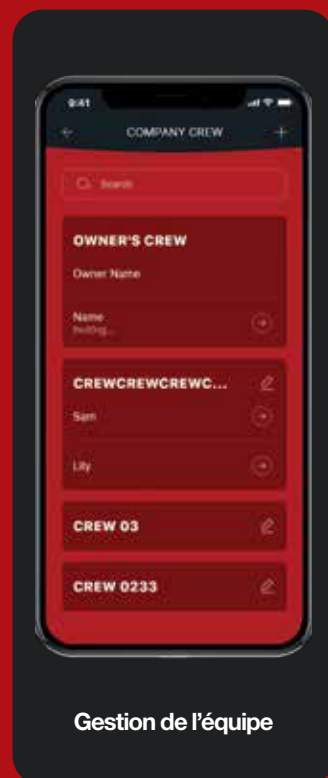 9:41
COMPANY CREW
Search
OWNER'S CREW
Owner Name
Name
Inviting...
CREWCREWCREWC...
Sam
Lily
CREW 03
CREW 0233
Gestion de l'équipe